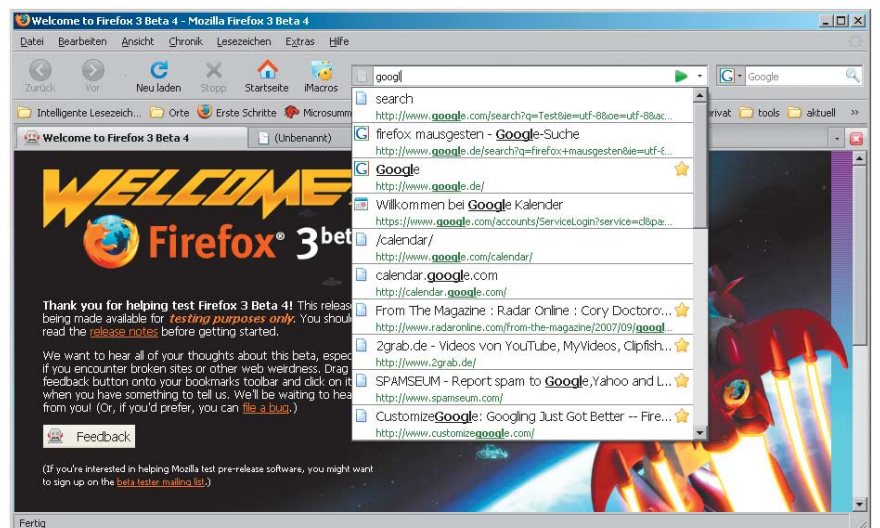 Welcome to Firefox 3 Beta 4 - Mozilla Firefox 3 Beta 4
Datei Bearbeiten Ansicht Chronik Lesezeichen Extras Hilfe
googl
G Google
Zurück Vor Neu laden Stopp Startseite iMacros
Intelligente Lesezeich... Orte Erste Schritte Microsumm
rivat tools aktuell »
Welcome to Firefox 3 Beta 4 (Unbenannt)
search
http://www.google.com/search?q=Test&ie=utf-8&oe=utf-8&ac...
firefox mausgesten - Google-Suche
http://www.google.de/search?q=firefox+mausgesten&ie=utf-8...
Google
http://www.google.de/
Willkommen bei Google Kalender
https://www.google.com/accounts/ServiceLogin?service=cl&pa...
/calendar/
http://www.google.com/calendar/
calendar.google.com
http://calendar.google.com/
From The Magazine : Radar Online : Cory Doctoro...
http://www.radaronline.com/from-the-magazine/2007/09/googl...
2grab.de - Videos von YouTube, MyVideos, Clipfish...
http://www.2grab.de/
SPAMSEUM - Report spam to Google,Yahoo and L...
http://www.spamseum.com/
CustomizeGoogle: Googling Just Got Better -- Fire...
http://www.customizegoogle.com/
WELCOME
Firefox® 3 bet
Thank you for helping test Firefox 3 Beta 4! This releas
being made available for testing purposes only. You shoul
read the release notes before getting started.
We want to hear all of your thoughts about this beta, espec
if you encounter broken sites or other web weirdness. Drag
feedback button onto your bookmarks toolbar and click on it
when you have something to tell us. We'll be waiting to hea
from you! (Or, if you'd prefer, you can file a bug.)
Feedback
(If you're interested in helping Mozilla test pre-release software, you might want
to sign up on the beta tester mailing list.)
Fertig